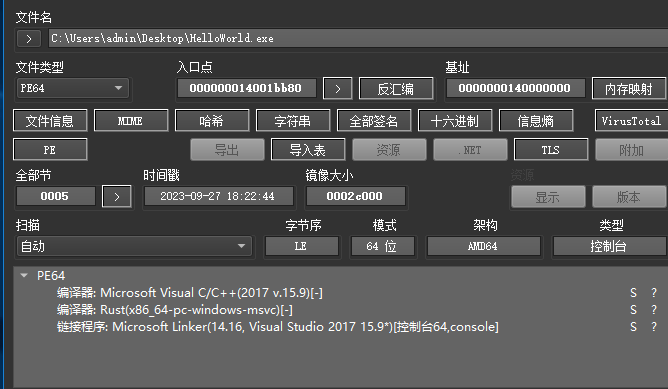 文件名
> C:\Users\admin\Desktop\HelloWorld.exe
文件类型 入口点 基址
PE64 000000014001bb80 > 反汇编 0000000140000000 内存映射
文件信息 MIME 哈希 字符串 全部签名 十六进制 信息熵 VirusTotal
PE 导出 导入表 资源 .NET TLS 附加
全部节 时间戳 镜像大小 资源
0005 > 2023-09-27 18:22:44 0002c000 显示 版本
扫描 字节序 模式 架构 类型
自动 LE 64 位 AMD64 控制台
PE64
编译器: Microsoft Visual C/C++(2017 v.15.9)[-] S ?
编译器: Rust(x86_64-pc-windows-msvc)[-] S ?
链接程序: Microsoft Linker(14.16, Visual Studio 2017 15.9*)[控制台64,console] S ?